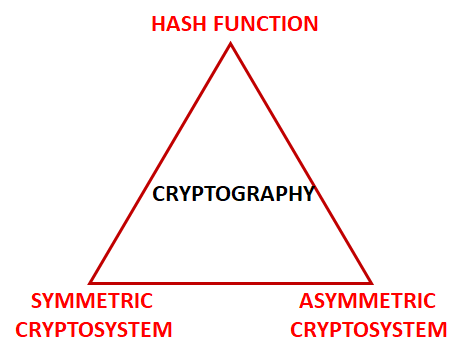 HASH FUNCTION
CRYPTOGRAPHY
SYMMETRIC
CRYPTOSYSTEM
ASYMMETRIC
CRYPTOSYSTEM